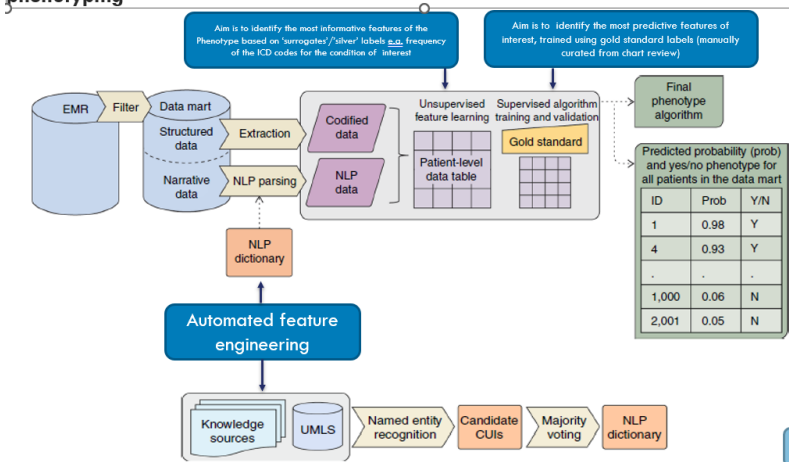 phenotyping
Aim is to identify the most informative features of the
Phenotype based on 'surrogates'/'silver' labels e.g. frequency
of the ICD codes for the condition of interest
Aim is to identify the most predictive features of
interest, trained using gold standard labels (manually
curated from chart review)
EMR
Filter
Data mart
Structured
data
Narrative
data
Extraction
NLP parsing
Codified
data
NLP
data
Unsupervised
feature learning
Patient-level
data table
Supervised algorithm
training and validation
Gold standard
Final
phenotype
algorithm
Predicted probability (prob)
and yes/no phenotype for
all patients in the data mart
ID Prob Y/N
1 0.98 Y
4 0.93 Y
. . .
1,000 0.06 N
2,001 0.05 N
NLP
dictionary
Automated feature
engineering
Knowledge
sources
UMLS
Named entity
recognition
Candidate
CUIs
Majority
voting
NLP
dictionary